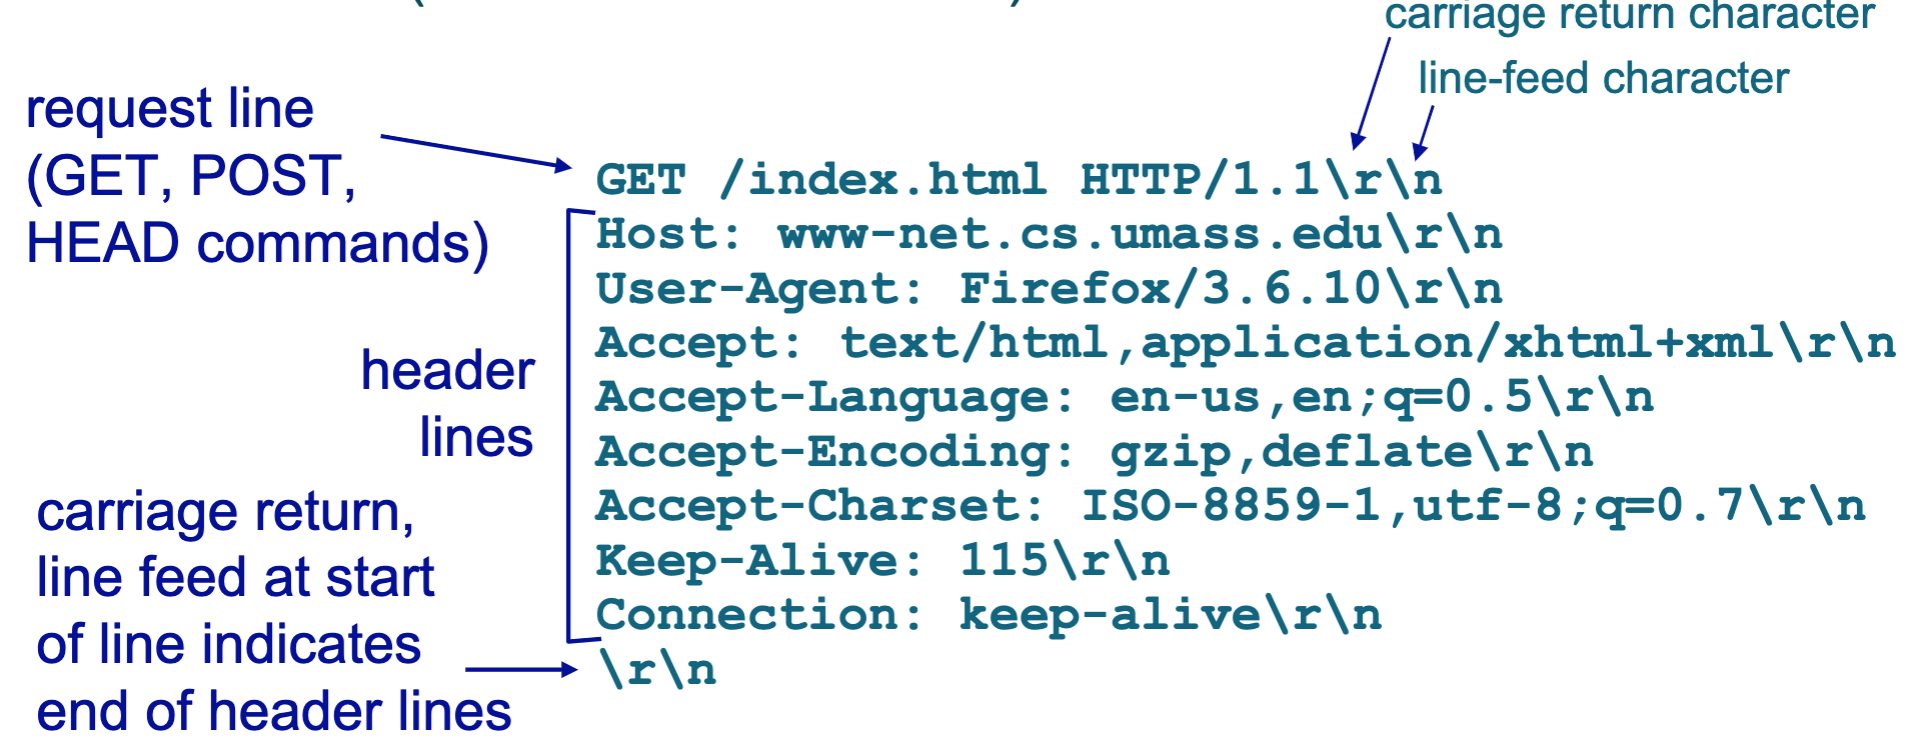 carriage return character
line-feed character
request line
(GET, POST,
HEAD commands)
GET /index.html HTTP/1.1\r\n
Host: www-net.cs.umass.edu\r\n
User-Agent: Firefox/3.6.10\r\n
Accept: text/html,application/xhtml+xml\r\n
Accept-Language: en-us,en;q=0.5\r\n
Accept-Encoding: gzip,deflate\r\n
Accept-Charset: ISO-8859-1,utf-8;q=0.7\r\n
Keep-Alive: 115\r\n
Connection: keep-alive\r\n
\r\n
header
lines
carriage return,
line feed at start
of line indicates
end of header lines